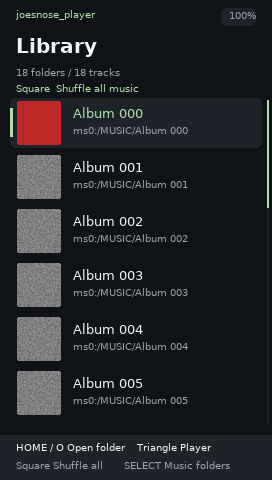 joesnose_player 100%
Library
18 folders / 18 tracks
Square Shuffle all music
Album 000
ms0:/MUSIC/Album 000
Album 001
ms0:/MUSIC/Album 001
Album 002
ms0:/MUSIC/Album 002
Album 003
ms0:/MUSIC/Album 003
Album 004
ms0:/MUSIC/Album 004
Album 005
ms0:/MUSIC/Album 005
HOME / O Open folder Triangle Player
Square Shuffle all SELECT Music folders